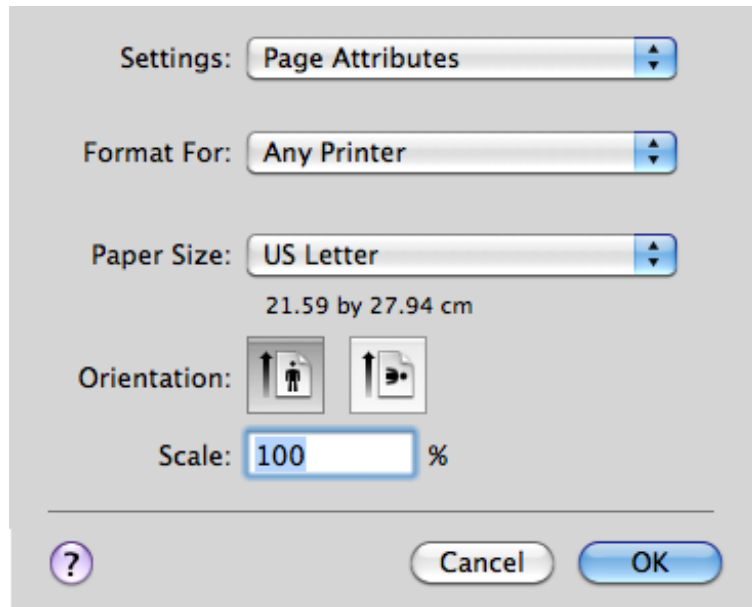 Settings: Page Attributes
Format For: Any Printer
Paper Size: US Letter
21.59 by 27.94 cm
Orientation:
Scale: 100 %
? Cancel OK